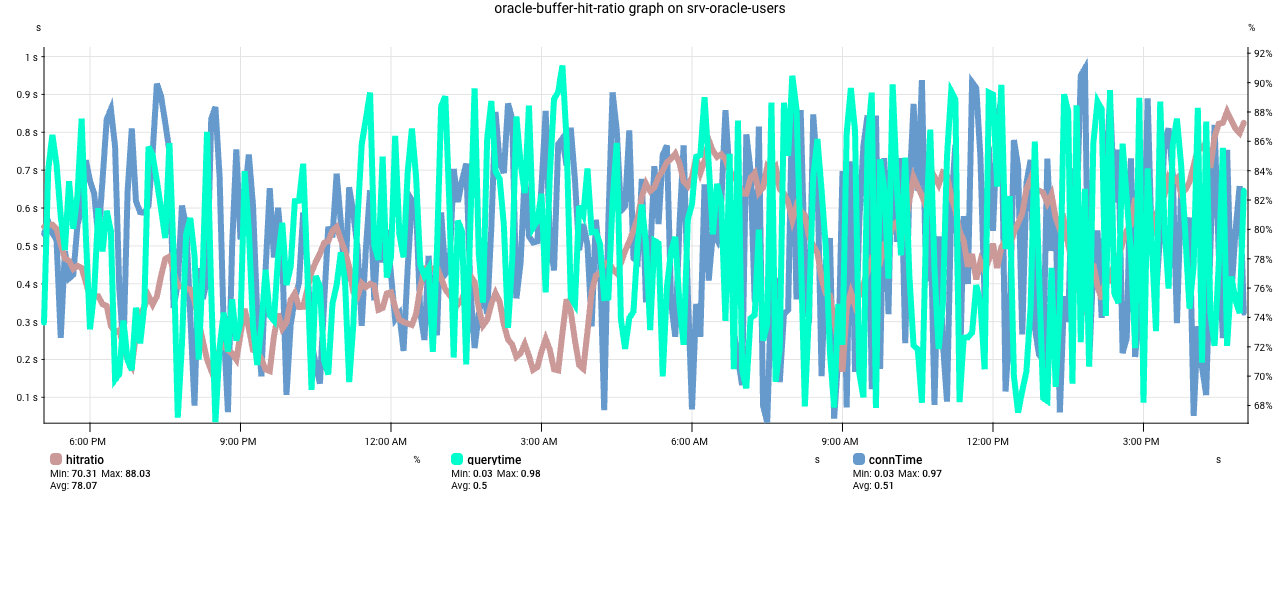 oracle-buffer-hit-ratio graph on srv-oracle-users
s %
1 s 92%
0.9 s 90%
0.8 s 88%
0.7 s 86%
0.6 s 84%
0.5 s 82%
0.4 s 80%
0.3 s 78%
0.2 s 76%
0.1 s 74%
72%
70%
68%
6:00 PM 9:00 PM 12:00 AM 3:00 AM 6:00 AM 9:00 AM 12:00 PM 3:00 PM
hitratio % querytime s connTime s
Min: 70.31 Max: 88.03 Min: 0.03 Max: 0.98 Min: 0.03 Max: 0.97
Avg: 78.07 Avg: 0.5 Avg: 0.51